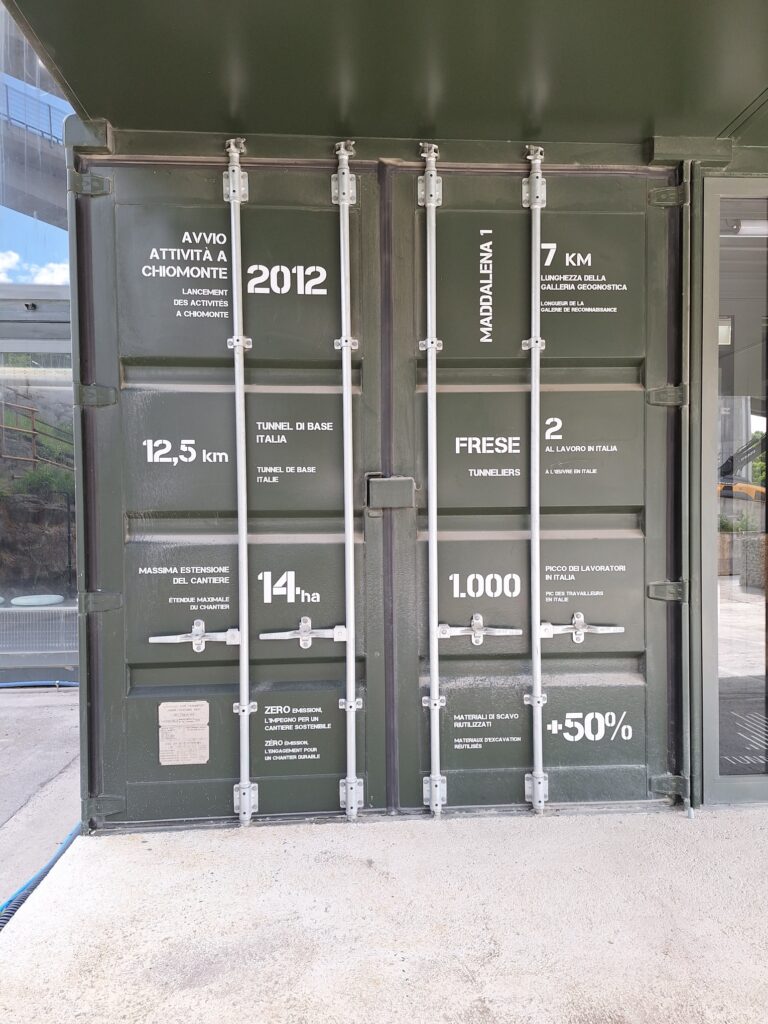 AVVIO
ATTIVITÀ A
CHIOMONTE
LANCEMENT
DES ACTIVITÉS
A CHIOMONTE
2012
MADDALENA 1
7 KM
LUNGHEZZA DELLA
GALLERIA GEOGNOSTICA
LONGUEUR DE LA
GALERIE DE RECONNAISSANCE
12,5 km
TUNNEL DI BASE
ITALIA
TUNNEL DE BASE
ITALIE
FRESE
TUNNELIERS
2
AL LAVORO IN ITALIA
À L'ŒUVRE EN ITALIE
MASSIMA ESTENSIONE
DEL CANTIERE
ÉTENDUE MAXIMALE
DU CHANTIER
14 ha
1.000
PICCO DEI LAVORATORI
IN ITALIA
PIC DES TRAVAILLEURS
EN ITALIE
ZERO EMISSIONI,
L'IMPEGNO PER UN
CANTIERE SOSTENIBILE
ZÉRO EMISSION,
L'ENGAGEMENT POUR
UN CHANTIER DURABLE
MATERIALI DI SCAVO
RIUTILIZZATI
MATERIAUX D'EXCAVATION
RÉUTILISÉS
+50%